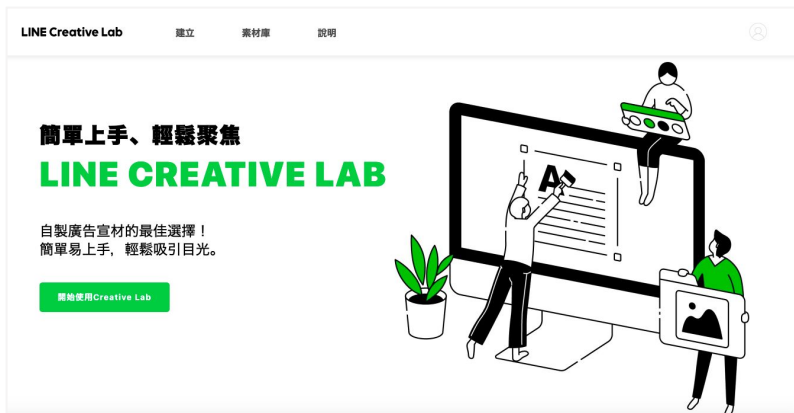 LINE Creative Lab
建立
素材庫
說明
簡單上手、輕鬆聚焦
LINE CREATIVE LAB
自製廣告宣材的最佳選擇！
簡單易上手，輕鬆吸引目光。
開始使用Creative Lab
A